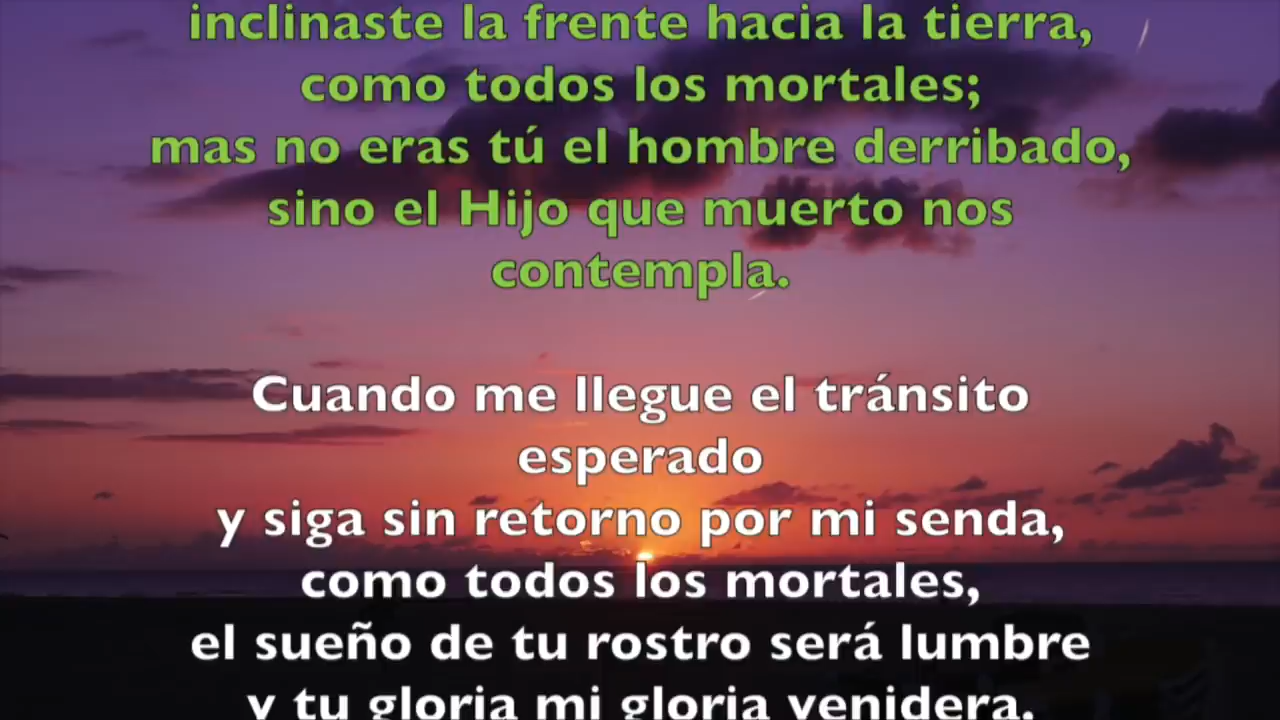 inclinaste la frente hacia la tierra,
como todos los mortales;
mas no eras tú el hombre derribado,
sino el Hijo que muerto nos
contempla.
Cuando me llegue el tránsito
esperado
y siga sin retorno por mi senda,
como todos los mortales,
el sueño de tu rostro será lumbre
y tu gloria mi gloria venidera.